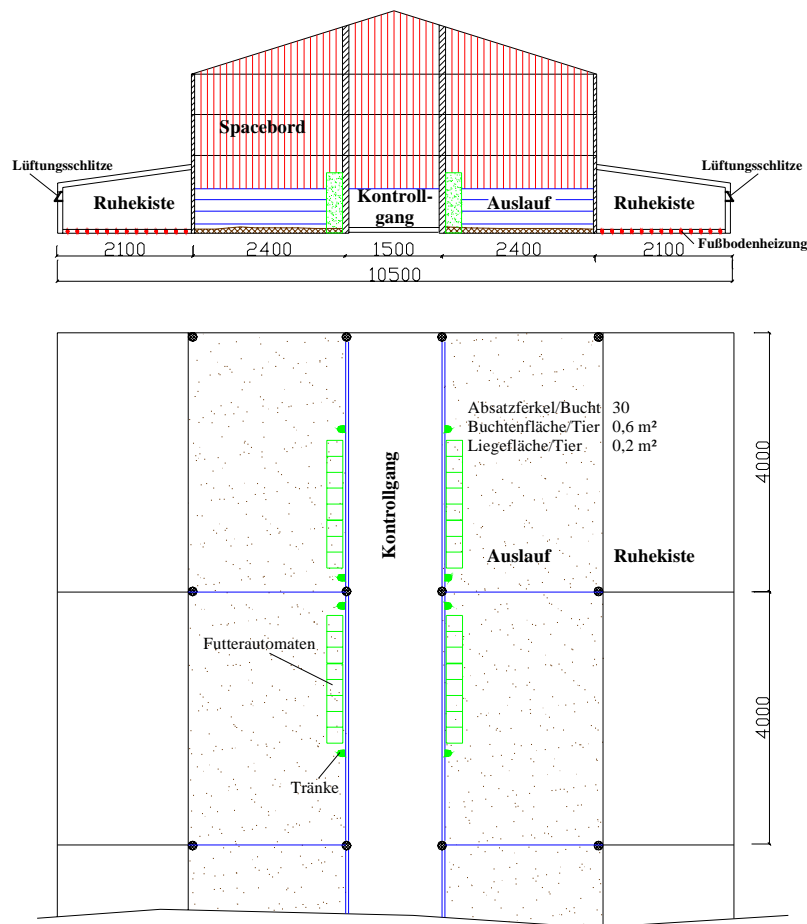 Spacebord
Lüftungsschlitze
Lüftungsschlitze
Ruhekiste
Kontroll-
gang
Auslauf
Ruhekiste
Fußbodenheizung
2100
2400
1500
2400
2100
10500
Absatzferkel/Bucht 30
Buchtenfläche/Tier 0,6 m²
Liegefläche/Tier 0,2 m²
Kontrollgang
4000
Auslauf
Ruhekiste
Futterautomaten
4000
Tränke